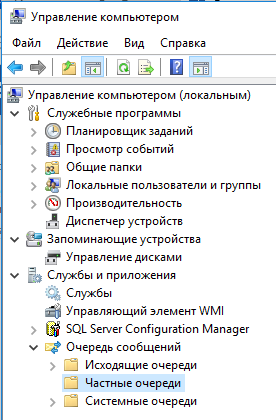 Управление компьютером
Файл Действие Вид Справка
Управление компьютером (локальным)
Служебные программы
Планировщик заданий
Просмотр событий
Общие папки
Локальные пользователи и группы
Производительность
Диспетчер устройств
Запоминающие устройства
Управление дисками
Службы и приложения
Службы
Управляющий элемент WMI
SQL Server Configuration Manager
Очередь сообщений
Исходящие очереди
Частные очереди
Системные очереди